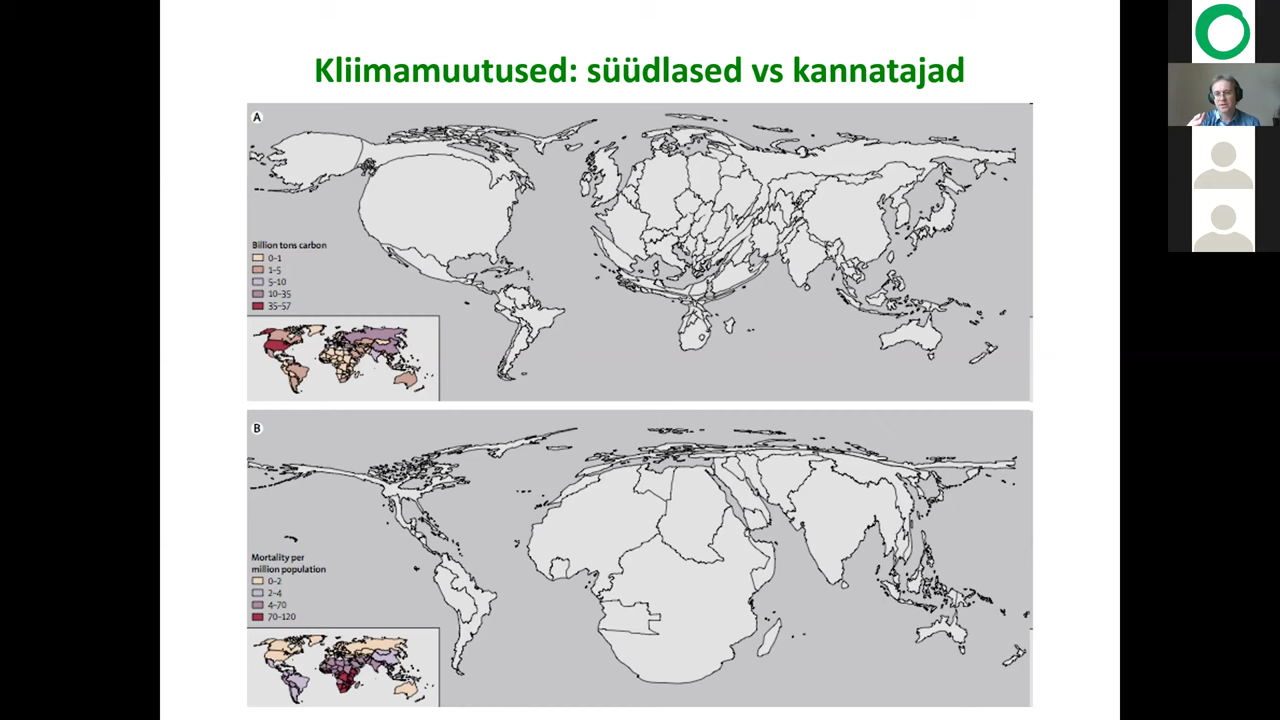 Kliimamuutused: süüdlased vs kannatajad
A
Billion tons carbon
0–1
1–5
5–10
10–35
35–57
B
Mortality per
million population
0–2
2–4
4–70
70–120